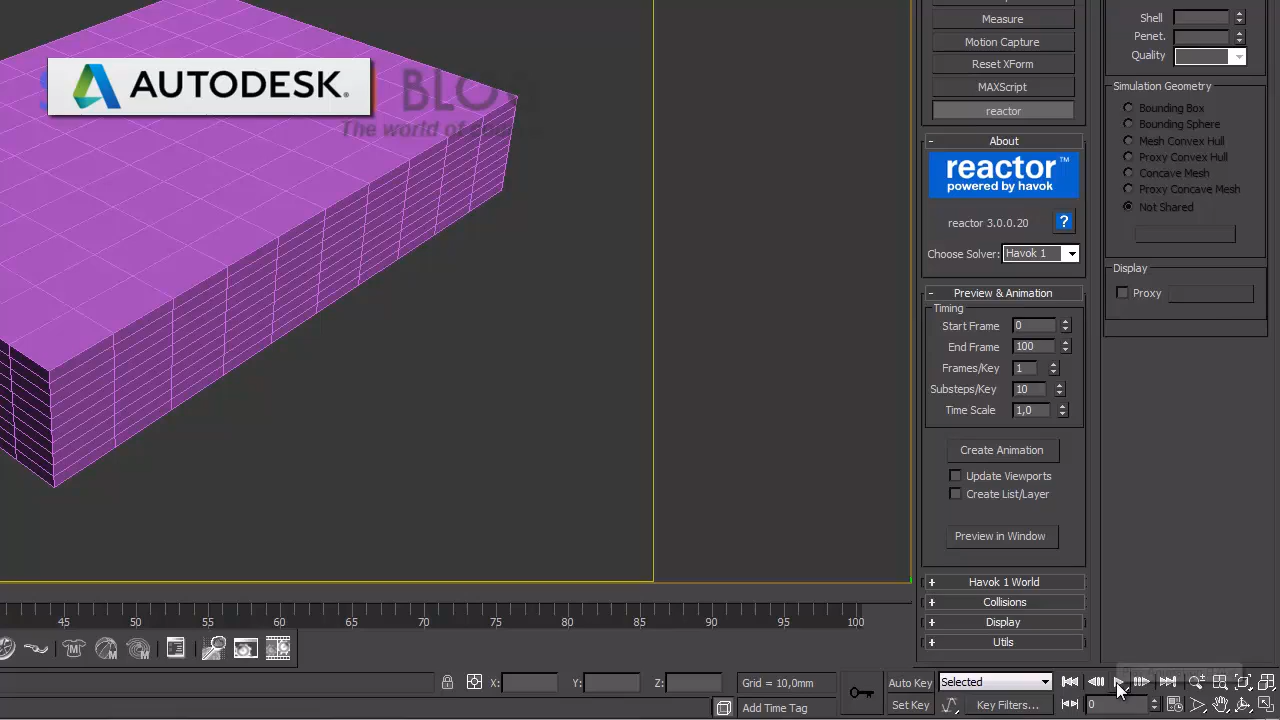 Shell
Measure
Penet.
Motion Capture
Quality
Reset XForm
MAXScript
Simulation Geometry
reactor
Bounding Box
Bounding Sphere
Mesh Convex Hull
Proxy Convex Hull
Concave Mesh
Proxy Concave Mesh
Not Shared
AUTODESK.
The world of
- About
reactor™
powered by havok
reactor 3.0.0.20 ?
Choose Solver: Havok 1
Display
Proxy
- Preview & Animation
Timing
Start Frame 0
End Frame 100
Frames/Key 1
Substeps/Key 10
Time Scale 1,0
Create Animation
Update Viewports
Create List/Layer
Preview in Window
+ Havok 1 World
+ Collisions
+ Display
+ Utils
45 50 55 60 65 70 75 80 85 90 95 100
X: Y: Z: Grid = 10,0mm Auto Key Selected
Add Time Tag Set Key Key Filters... 0